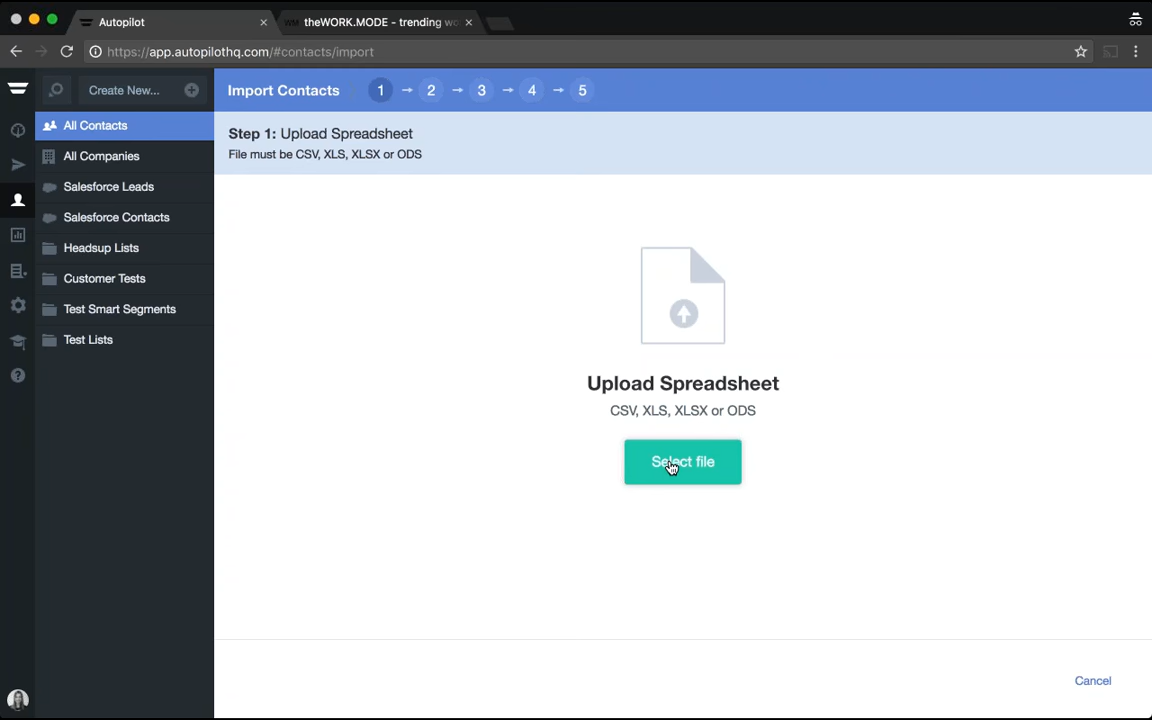 Autopilot
theWORK.MODE - trending wo
https://app.autopilothq.com/#contacts/import
Create New...
Import Contacts 1 → 2 → 3 → 4 → 5
All Contacts
All Companies
Salesforce Leads
Salesforce Contacts
Headsup Lists
Customer Tests
Test Smart Segments
Test Lists
Step 1: Upload Spreadsheet
File must be CSV, XLS, XLSX or ODS
Upload Spreadsheet
CSV, XLS, XLSX or ODS
Select file
Cancel